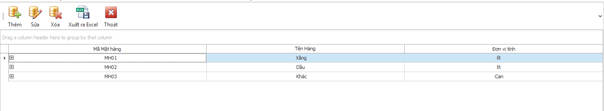 Thêm Sửa Xóa Xuất ra Excel Thoát
Drag a column header here to group by that column
Mã Mặt hàng Tên Hàng Đơn vị tính
MH01 Xăng lít
MH02 Dầu lít
MH03 Khác Can